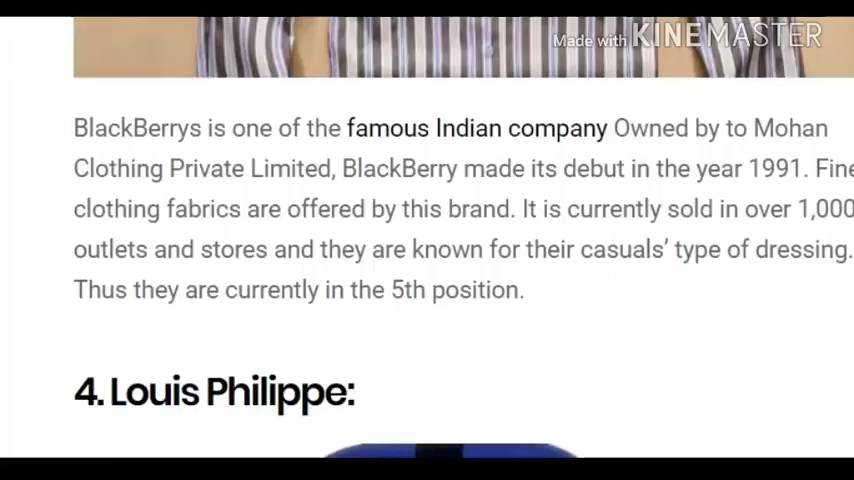 Made with KINEMASTER
BlackBerrys is one of the famous Indian company Owned by to Mohan
Clothing Private Limited, BlackBerry made its debut in the year 1991. Fine
clothing fabrics are offered by this brand. It is currently sold in over 1,000
outlets and stores and they are known for their casuals’ type of dressing.
Thus they are currently in the 5th position.
4. Louis Philippe: